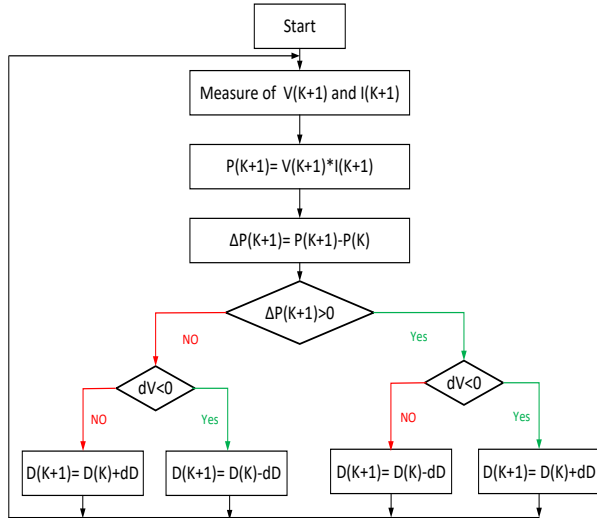 Start
Measure of V(K+1) and I(K+1)
P(K+1)= V(K+1)*I(K+1)
ΔP(K+1)= P(K+1)-P(K)
ΔP(K+1)>0
NO
Yes
dV<0
dV<0
NO
Yes
NO
Yes
D(K+1)= D(K)+dD
D(K+1)= D(K)-dD
D(K+1)= D(K)-dD
D(K+1)= D(K)+dD